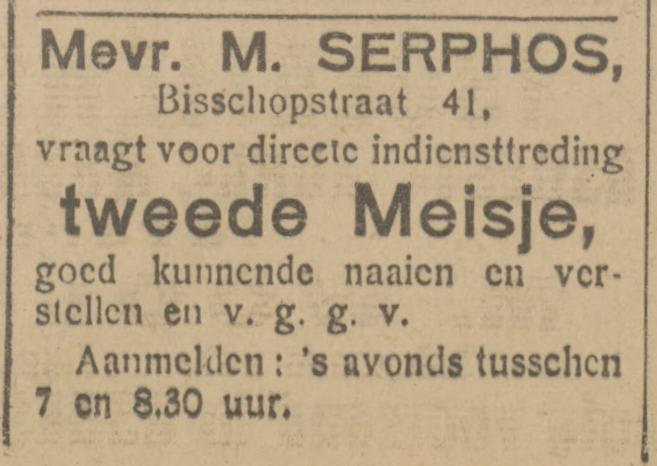 Mevr. M. SERPHOS,
Bisschopstraat 41,
vraagt voor directe indiensttreding
tweede Meisje,
goed kunnende naaien en ver-
stellen en v. g. g. v.
Aanmelden: 's avonds tusschen
7 en 8.30 uur.